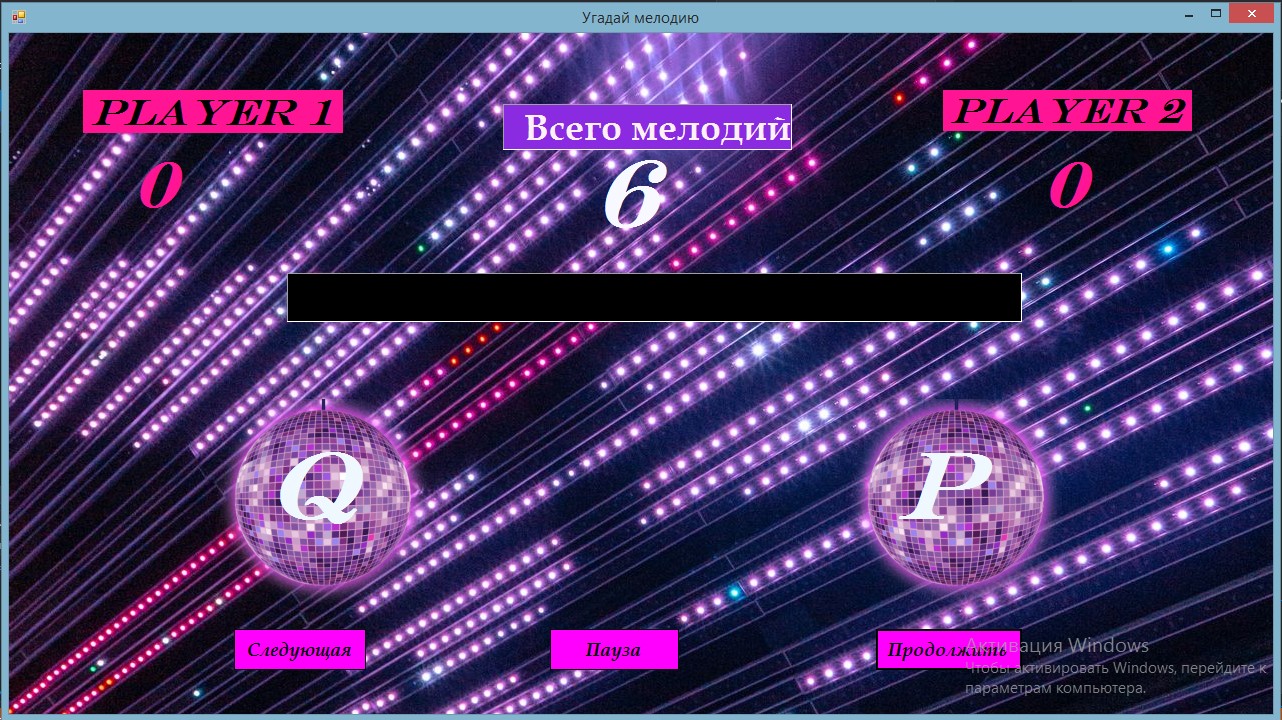 Угадай мелодию
PLAYER 1
Всего мелодий
PLAYER 2
0
6
0
Q
P
Следующая
Пауза
Продолжить
Активация Windows
Чтобы активировать Windows, перейдите к
параметрам компьютера.